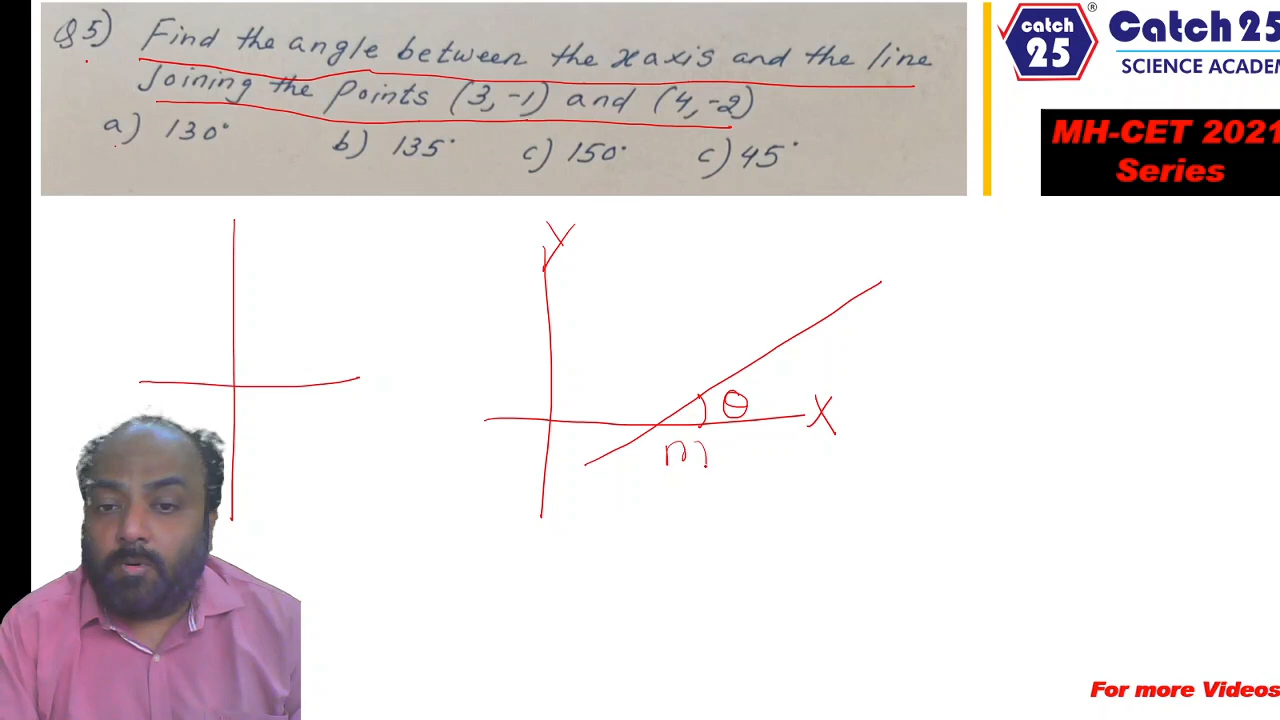 Q5) Find the angle between the x axis and the line
Joining the Points (3, -1) and (4, -2)
a) 130° b) 135° c) 150° c) 45°
catch
25
®
Catch 25
SCIENCE ACADEM
MH-CET 2021
Series
Y
θ
X
m
For more Videos